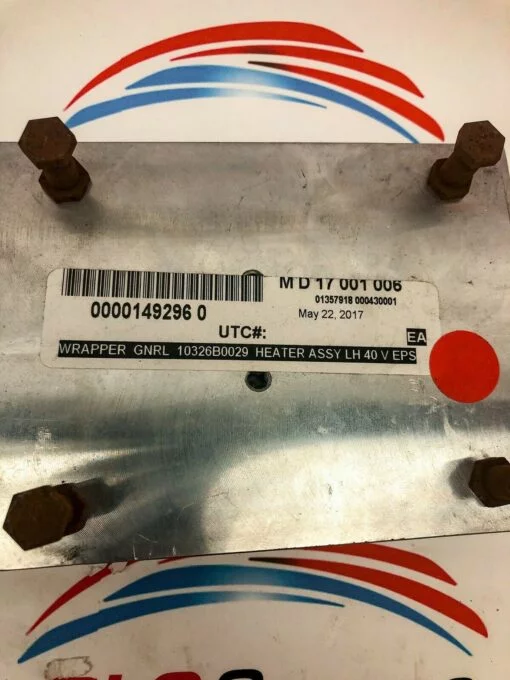 M D 17 001 006
01357918 000430001
0000149296 0
May 22, 2017
UTC#:
EA
WRAPPER GNRL 10326B0029 HEATER ASSY LH 40 V EPS